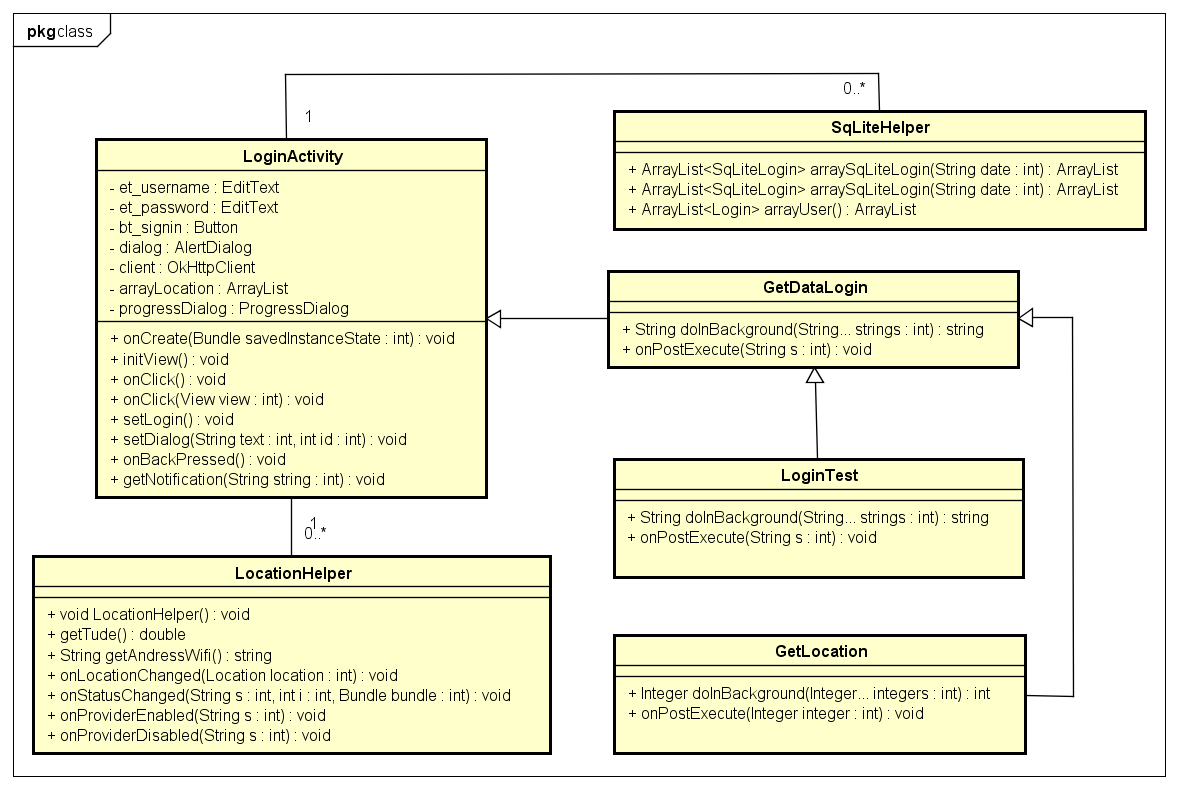 pkg class
1
0..*
SqLiteHelper
+ ArrayList<SqLiteLogin> arraySqLiteLogin(String date : int) : ArrayList
+ ArrayList<SqLiteLogin> arraySqLiteLogin(String date : int) : ArrayList
+ ArrayList<Login> arrayUser() : ArrayList
LoginActivity
- et_username : EditText
- et_password : EditText
- bt_signin : Button
- dialog : AlertDialog
- client : OkHttpClient
- arrayLocation : ArrayList
- progressDialog : ProgressDialog
+ onCreate(Bundle savedInstanceState : int) : void
+ initView() : void
+ onClick() : void
+ onClick(View view : int) : void
+ setLogin() : void
+ setDialog(String text : int, int id : int) : void
+ onBackPressed() : void
+ getNotification(String string : int) : void
GetDataLogin
+ String doInBackground(String... strings : int) : string
+ onPostExecute(String s : int) : void
LoginTest
+ String doInBackground(String... strings : int) : string
+ onPostExecute(String s : int) : void
1
0..*
LocationHelper
+ void LocationHelper() : void
+ getTude() : double
+ String getAndressWifi() : string
+ onLocationChanged(Location location : int) : void
+ onStatusChanged(String s : int, int i : int, Bundle bundle : int) : void
+ onProviderEnabled(String s : int) : void
+ onProviderDisabled(String s : int) : void
GetLocation
+ Integer doInBackground(Integer... integers : int) : int
+ onPostExecute(Integer integer : int) : void